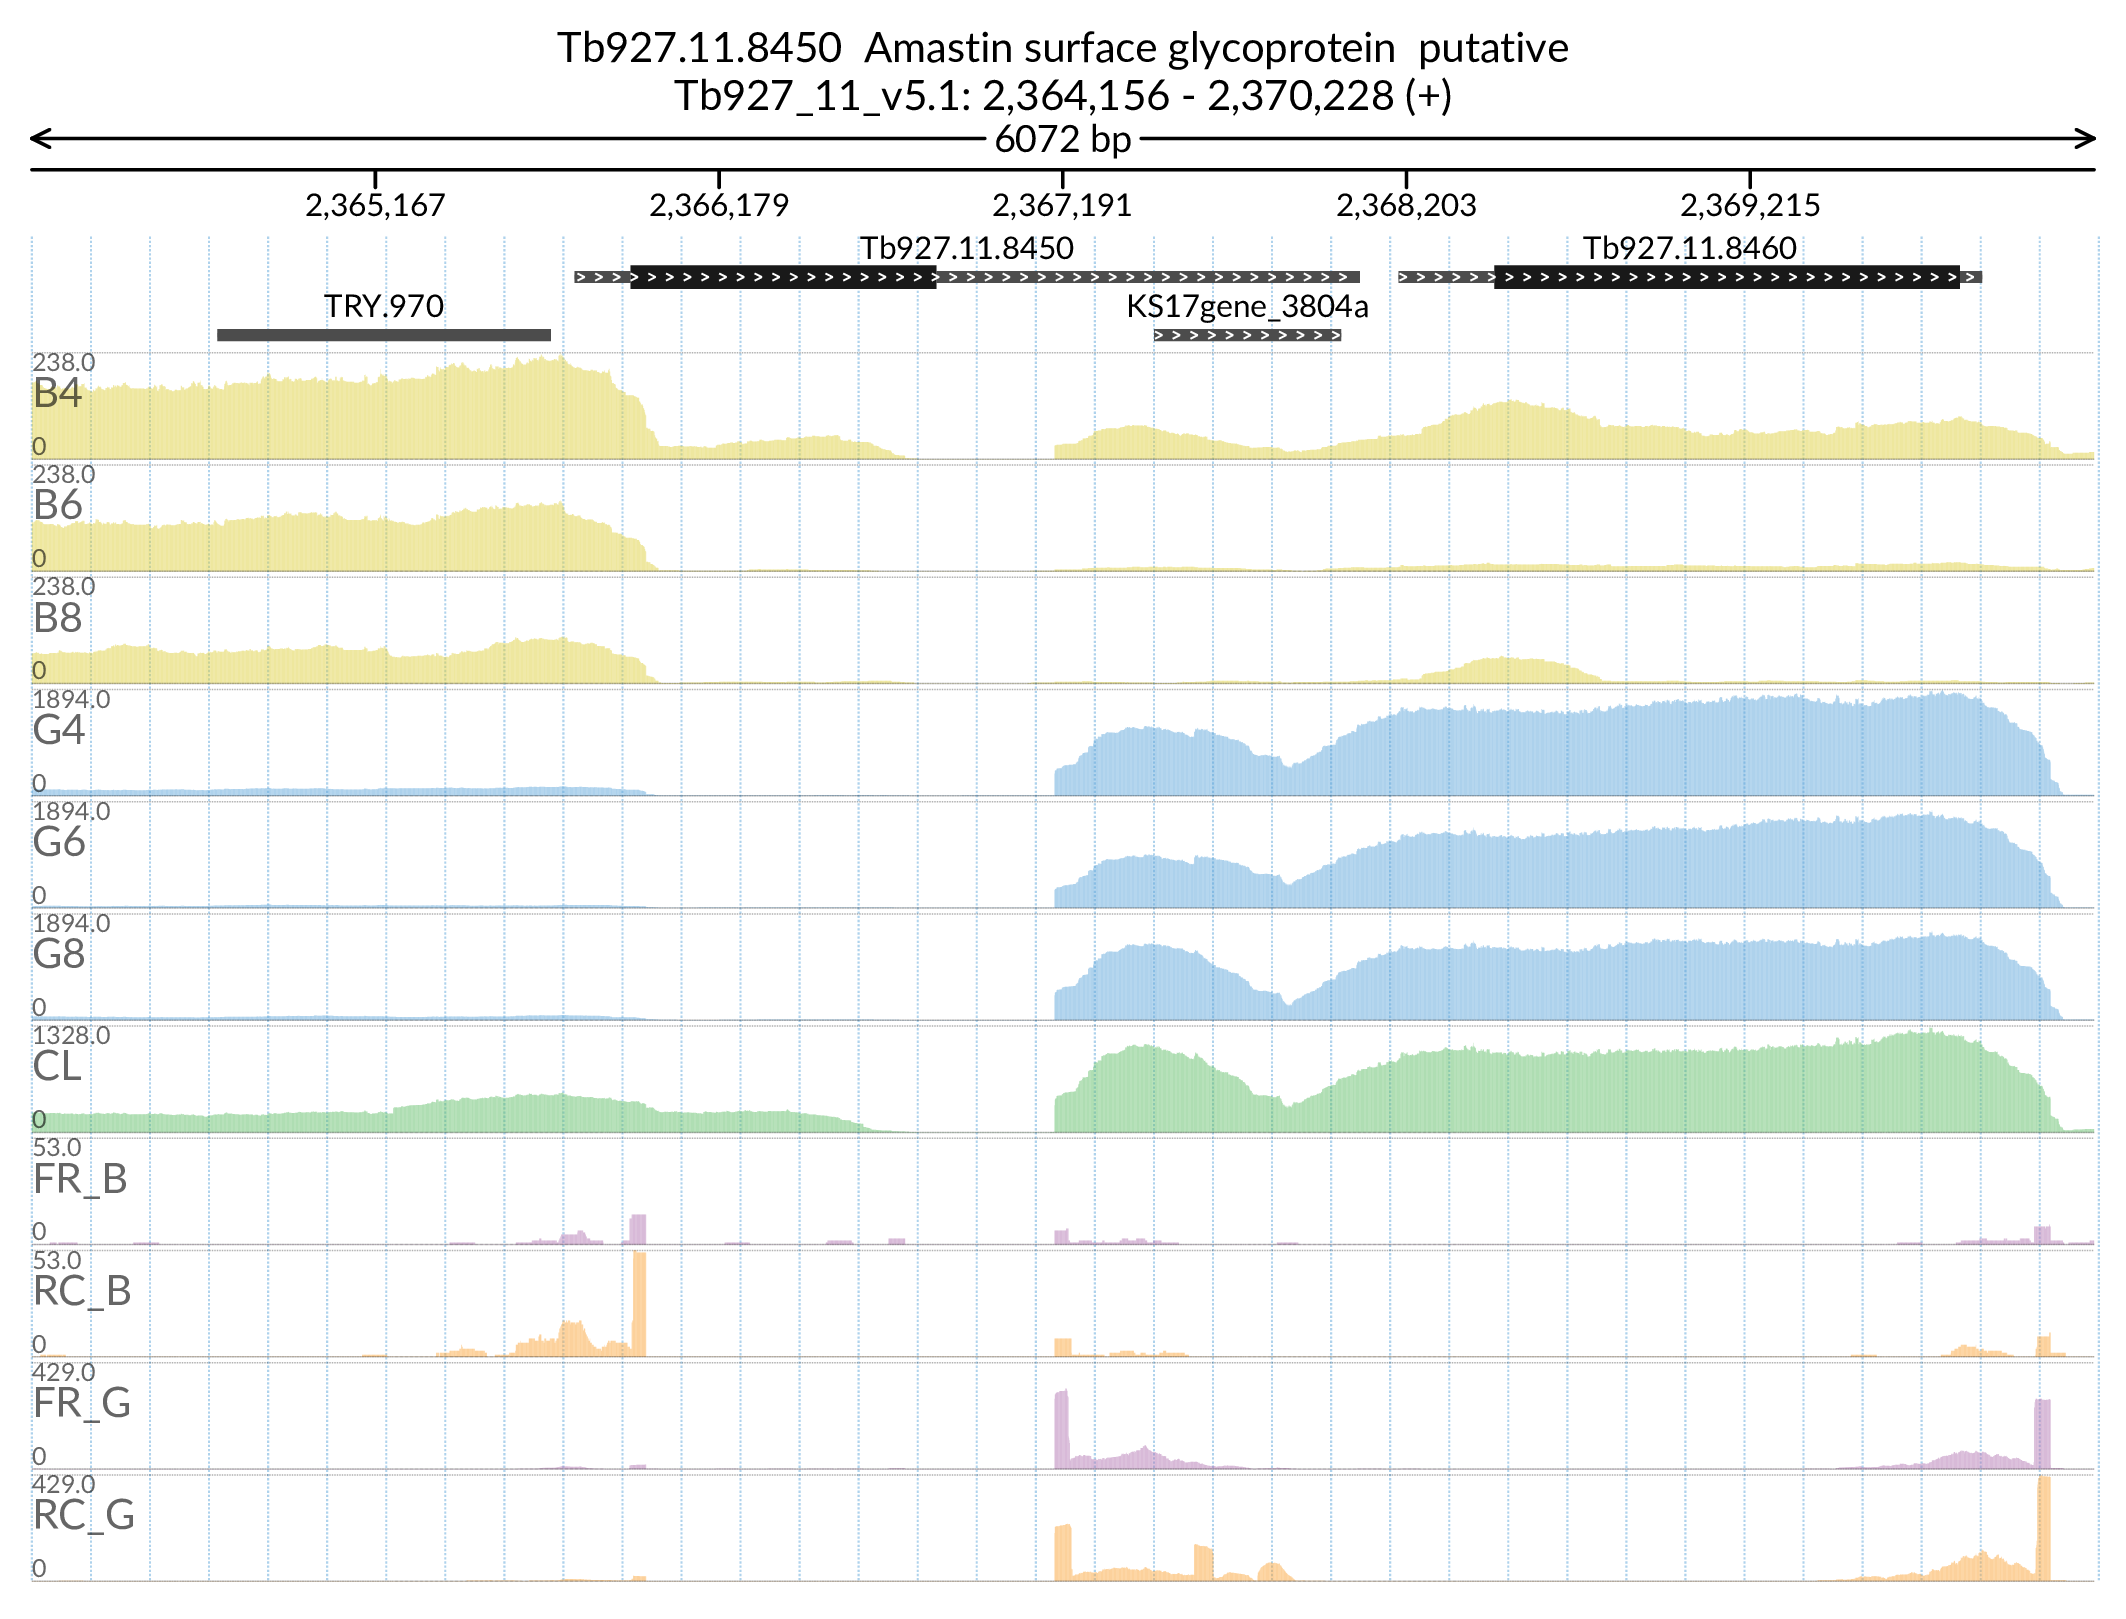 Tb927.11.8450  Amastin surface glycoprotein  putative
Tb927_11_v5.1: 2,364,156 - 2,370,228 (+)
6072 bp
2,365,167 2,366,179 2,367,191 2,368,203 2,369,215
Tb927.11.8450 Tb927.11.8460
TRY.970 KS17gene_3804a
238.0
B4
0
238.0
B6
0
238.0
B8
0
1894.0
G4
0
1894.0
G6
0
1894.0
G8
0
1328.0
CL
0
53.0
FR_B
0
53.0
RC_B
0
429.0
FR_G
0
429.0
RC_G
0